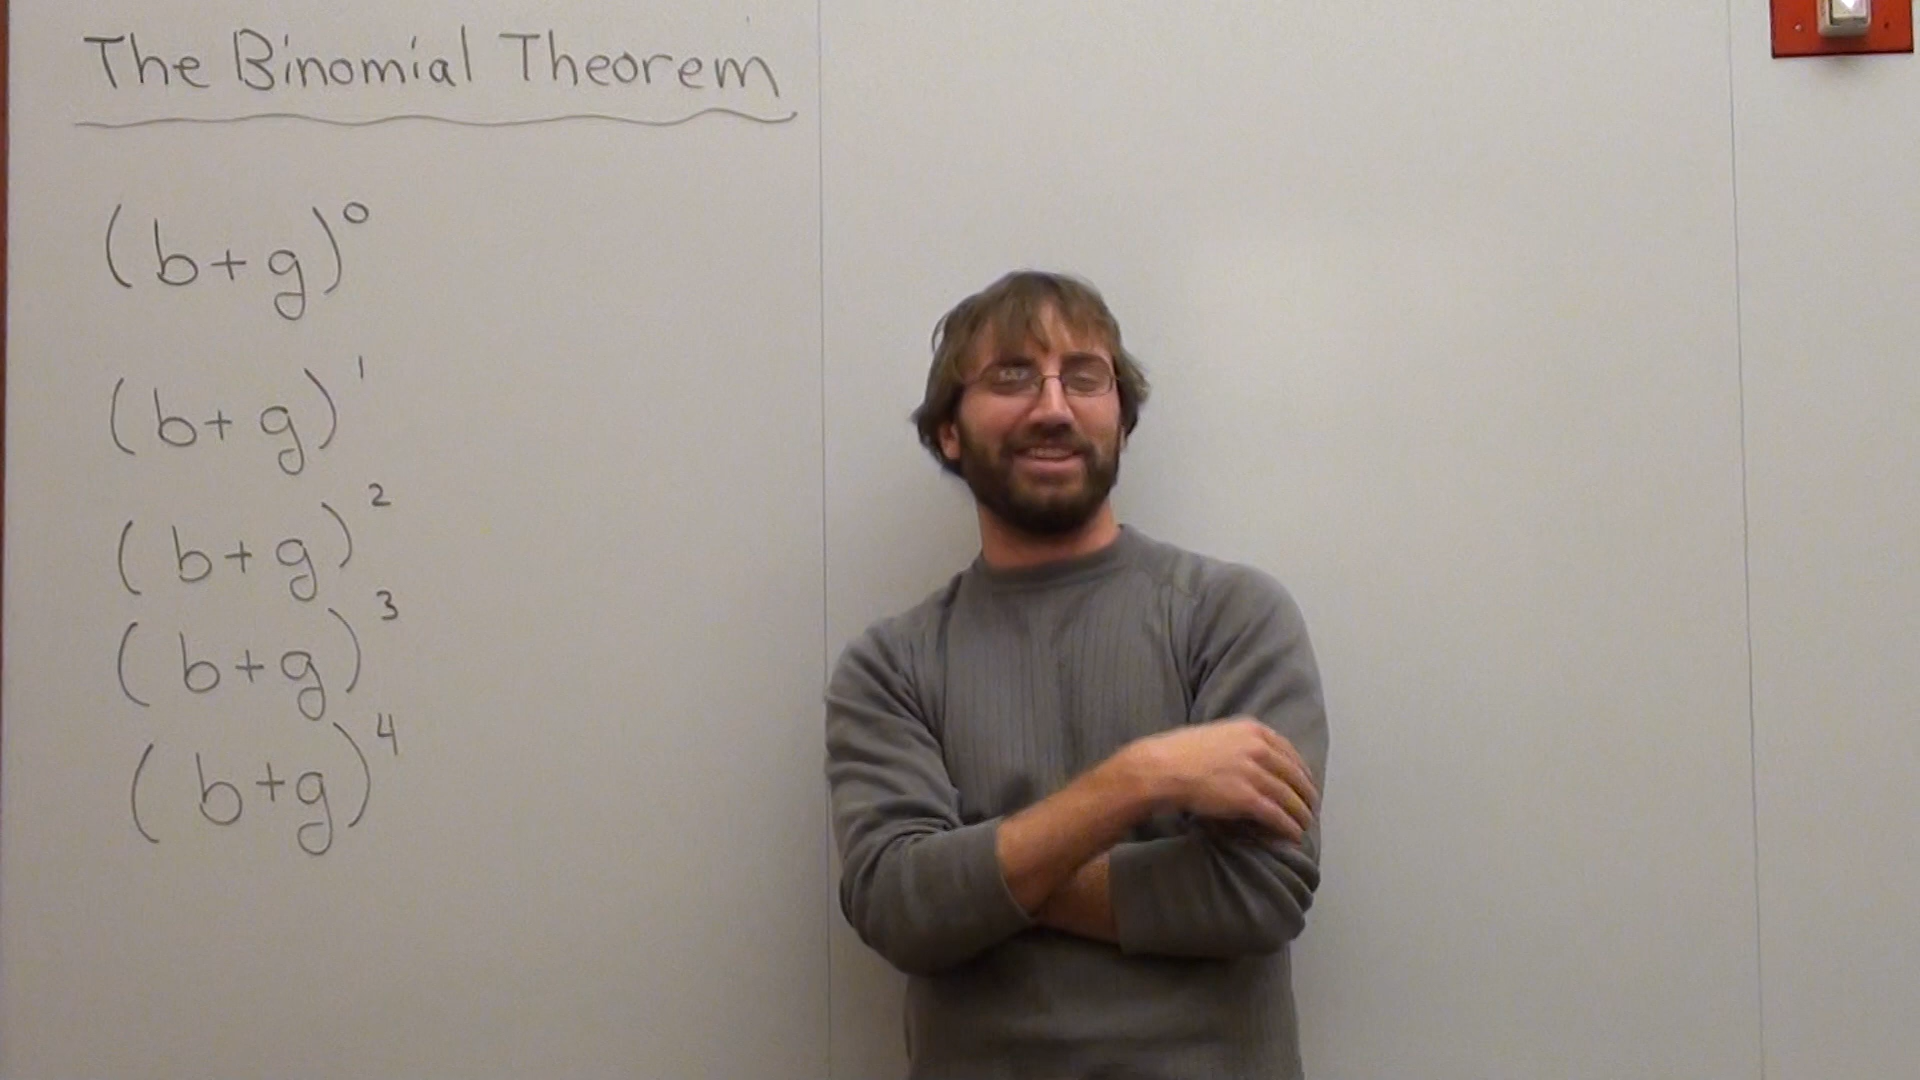 The Binomial Theorem
(b+g)⁰
(b+g)¹
(b+g)²
(b+g)³
(b+g)⁴